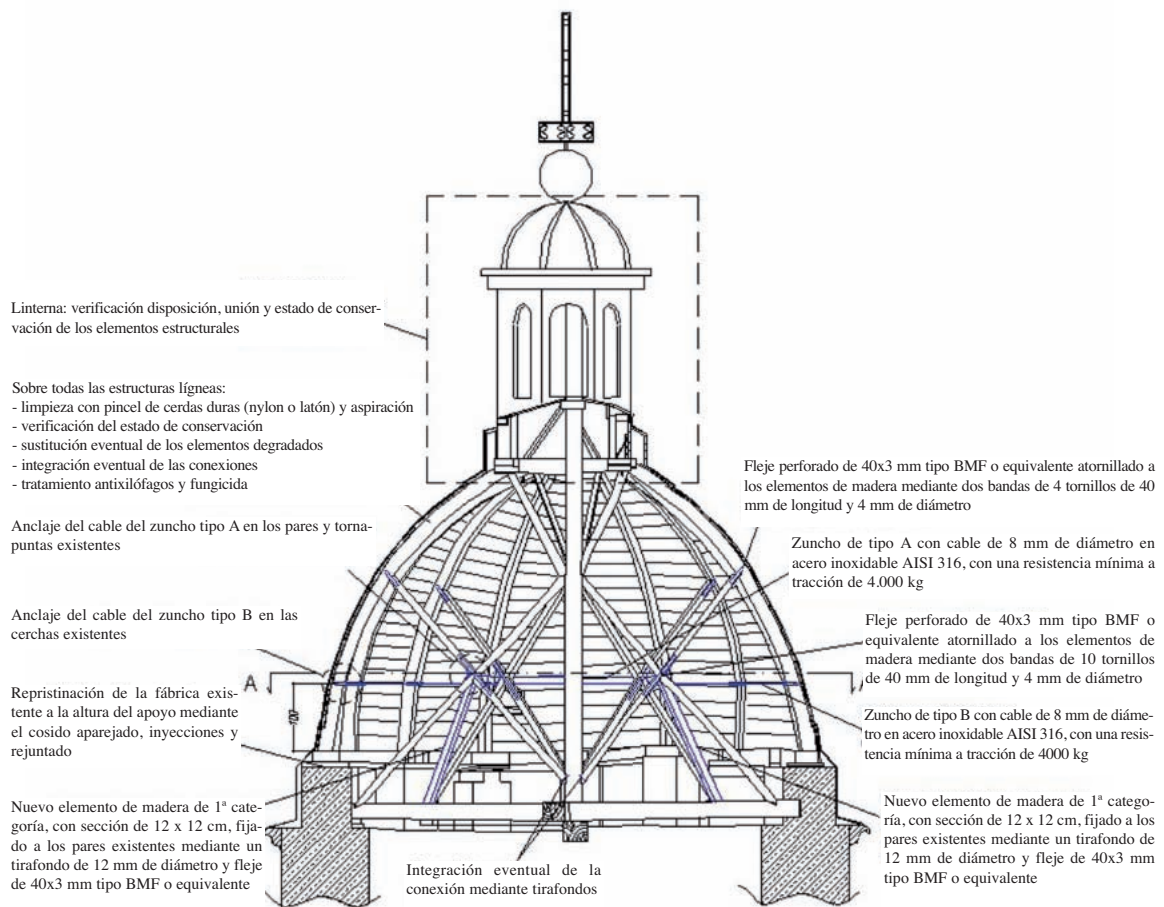 Linterna: verificación disposición, unión y estado de conser-
vación de los elementos estructurales
Sobre todas las estructuras lígneas:
- limpieza con pincel de cerdas duras (nylon o latón) y aspiración
- verificación del estado de conservación
- sustitución eventual de los elementos degradados
- integración eventual de las conexiones
- tratamiento antixilófagos y fungicida
Anclaje del cable del zuncho tipo A en los pares y torna-
puntas existentes
Anclaje del cable del zuncho tipo B en las
cerchas existentes
A
Repristinación de la fábrica exis-
tente a la altura del apoyo mediante
el cosido aparejado, inyecciones y
rejuntado
100
Nuevo elemento de madera de 1ª cate-
goría, con sección de 12 x 12 cm, fija-
do a los pares existentes mediante un
tirafondo de 12 mm de diámetro y fleje
de 40x3 mm tipo BMF o equivalente
Integración eventual de la
conexión mediante tirafondos
Fleje perforado de 40x3 mm tipo BMF o equivalente atornillado a
los elementos de madera mediante dos bandas de 4 tornillos de 40
mm de longitud y 4 mm de diámetro
Zuncho de tipo A con cable de 8 mm de diámetro en
acero inoxidable AISI 316, con una resistencia mínima a
tracción de 4.000 kg
Fleje perforado de 40x3 mm tipo BMF o
equivalente atornillado a los elementos de
madera mediante dos bandas de 10 tornillos
de 40 mm de longitud y 4 mm de diámetro
Zuncho de tipo B con cable de 8 mm de diáme-
tro en acero inoxidable AISI 316, con una resis-
tencia mínima a tracción de 4000 kg
Nuevo elemento de madera de 1ª catego-
ría, con sección de 12 x 12 cm, fijado a los
pares existentes mediante un tirafondo de
12 mm de diámetro y fleje de 40x3 mm
tipo BMF o equivalente